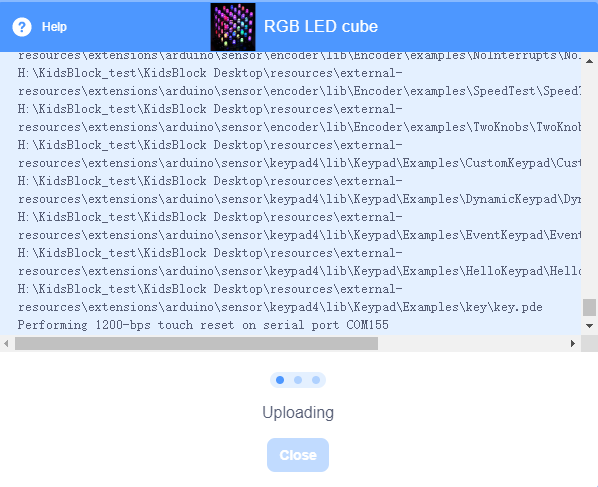 Help
RGB LED cube
resources\extensions\arduino\sensor\encoder\lib\Encoder\examples\NoInterrupts\No
H:\KidsBlock_test\KidsBlock Desktop\resources\external-
resources\extensions\arduino\sensor\encoder\lib\Encoder\examples\SpeedTest\Speed
H:\KidsBlock_test\KidsBlock Desktop\resources\external-
resources\extensions\arduino\sensor\encoder\lib\Encoder\examples\TwoKnobs\TwoKnob
H:\KidsBlock_test\KidsBlock Desktop\resources\external-
resources\extensions\arduino\sensor\keypad4\lib\Keypad\Examples\CustomKeypad\Cust
H:\KidsBlock_test\KidsBlock Desktop\resources\external-
resources\extensions\arduino\sensor\keypad4\lib\Keypad\Examples\DynamicKeypad\Dyn
H:\KidsBlock_test\KidsBlock Desktop\resources\external-
resources\extensions\arduino\sensor\keypad4\lib\Keypad\Examples\EventKeypad\Event
H:\KidsBlock_test\KidsBlock Desktop\resources\external-
resources\extensions\arduino\sensor\keypad4\lib\Keypad\Examples\HelloKeypad\Hello
H:\KidsBlock_test\KidsBlock Desktop\resources\external-
resources\extensions\arduino\sensor\keypad4\lib\Keypad\Examples\key\key.pde
Performing 1200-bps touch reset on serial port COM155
Uploading
Close